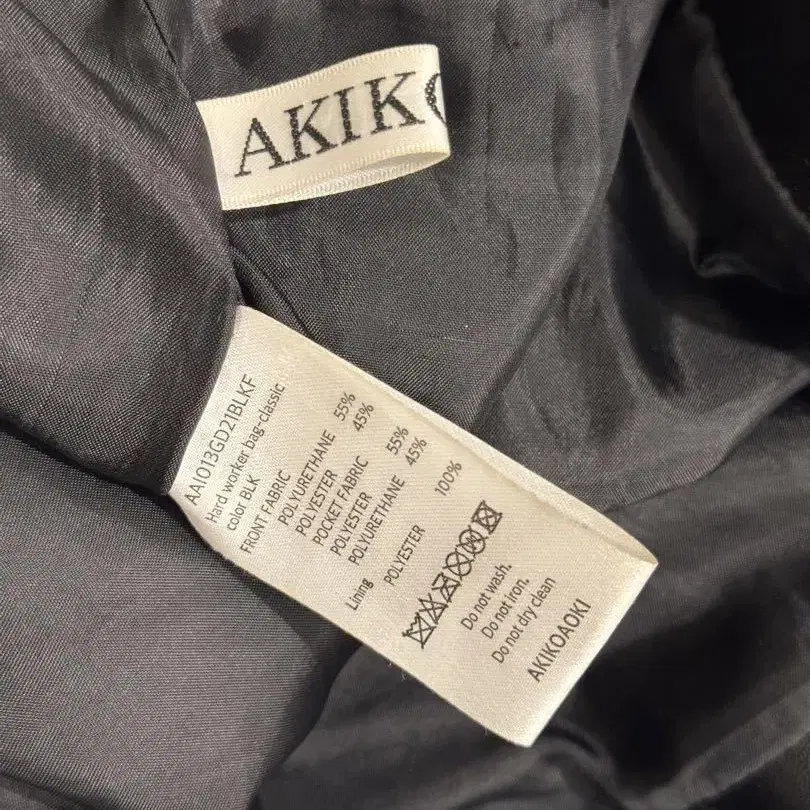 AKIK
AAI013GD21BLKF
Hard worker bag-classic
color BLK
FRONT FABRIC
POLYURETHANE 55%
POLYESTER 45%
POCKET FABRIC
POLYESTER 55%
POLYURETHANE 45%
Lining
POLYESTER 100%
Do not wash.
Do not iron.
Do not dry clean
AKIKOAOKI